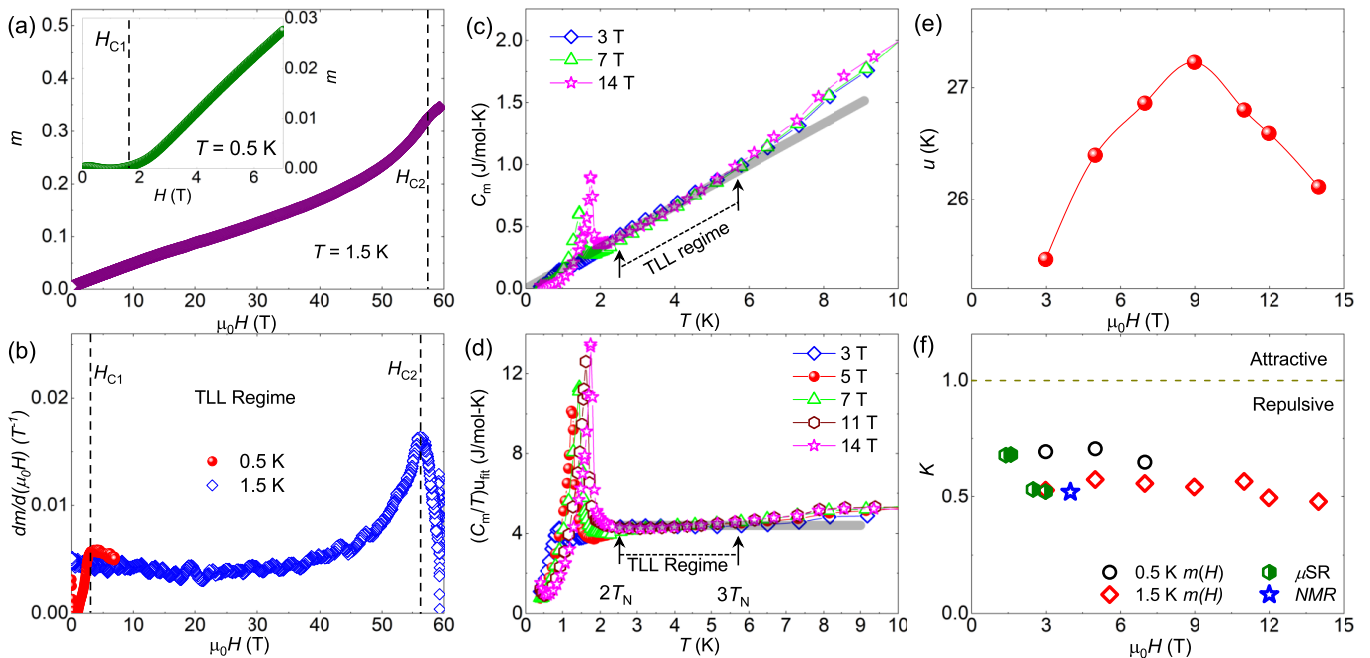 (a)
0.5
0.4
0.3
0.2
0.1
0.0
m
H_C1
0.03
0.02
0.01
0.00
m
T = 0.5 K
0 2 4 6
H (T)
H_C2
T = 1.5 K
0 10 20 30 40 50 60
μ0H (T)
(b)
0.02
0.01
0.00
dm/d(μ0H) (T⁻¹)
H_C1
H_C2
TLL Regime
0.5 K
1.5 K
0 10 20 30 40 50 60
μ0H (T)
(c)
2.0
1.5
1.0
0.5
0.0
C_m (J/mol-K)
3 T
7 T
14 T
TLL regime
0 2 4 6 8 10
T (K)
(d)
12
10
8
6
4
2
0
(C_m/T)u_fit (J/mol-K)
3 T
5 T
7 T
11 T
14 T
TLL Regime
2T_N
3T_N
0 1 2 3 4 5 6 7 8 9 10
T (K)
(e)
27
26
u (K)
0 3 6 9 12 15
μ0H (T)
(f)
1.0
0.5
0.0
K
Attractive
Repulsive
0.5 K m(H)
1.5 K m(H)
μSR
NMR
0 3 6 9 12 15
μ0H (T)